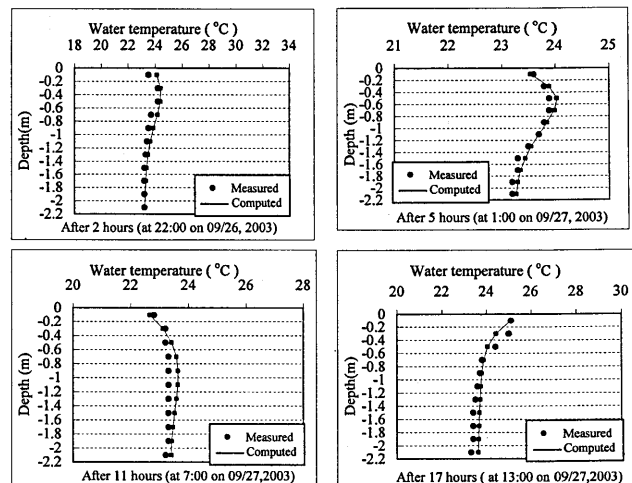 Water temperature ( °C)
18 20 22 24 26 28 30 32 34
Depth(m)
0
-0.2
-0.4
-0.6
-0.8
-1
-1.2
-1.4
-1.6
-1.8
-2
-2.2
Measured
Computed
After 2 hours (at 22:00 on 09/26, 2003)
Water temperature ( °C)
21 22 23 24 25
Depth(m)
0
-0.2
-0.4
-0.6
-0.8
-1
-1.2
-1.4
-1.6
-1.8
-2
-2.2
Measured
Computed
After 5 hours (at 1:00 on 09/27, 2003)
Water temperature ( °C)
20 22 24 26 28
Depth(m)
0
-0.2
-0.4
-0.6
-0.8
-1
-1.2
-1.4
-1.6
-1.8
-2
-2.2
Measured
Computed
After 11 hours (at 7:00 on 09/27,2003)
Water temperature ( °C)
20 22 24 26 28 30
Depth(m)
0
-0.2
-0.4
-0.6
-0.8
-1
-1.2
-1.4
-1.6
-1.8
-2
-2.2
Measured
Computed
After 17 hours ( at 13:00 on 09/27,2003)